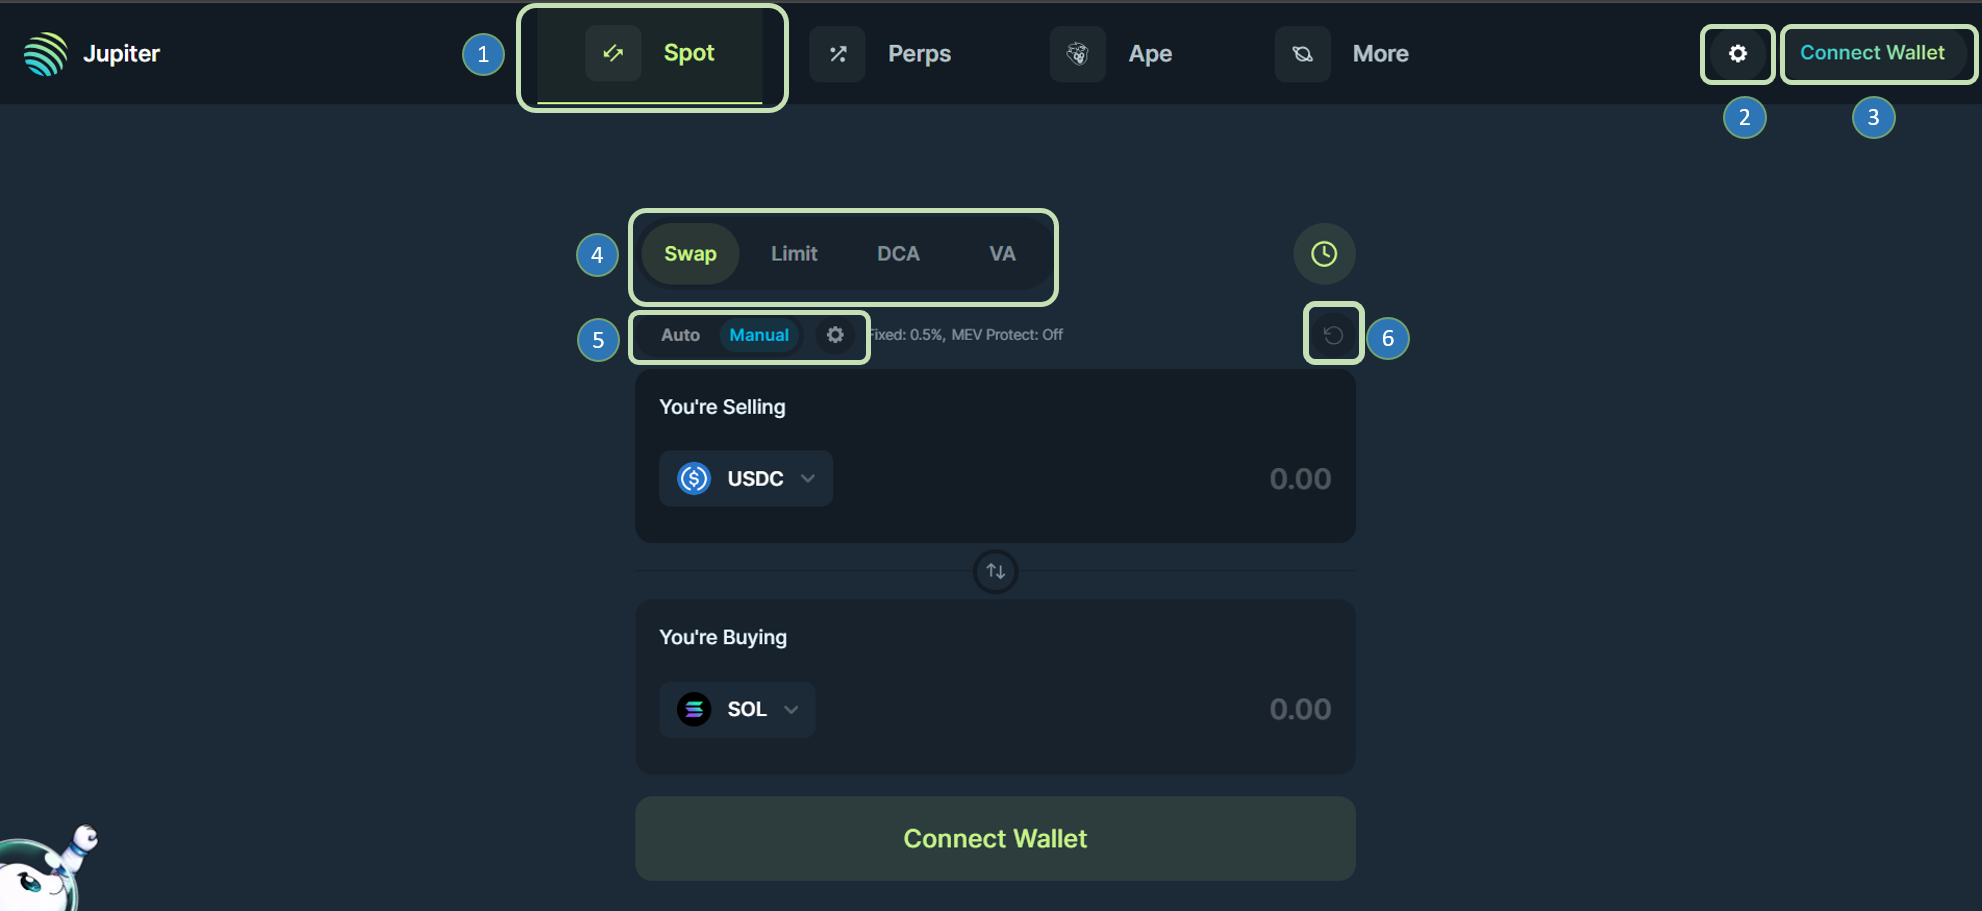 Jupiter
1
Spot
Perps
Ape
More
Connect Wallet
2
3
4
Swap
Limit
DCA
VA
5
Auto
Manual
Fixed: 0.5%, MEV Protect: Off
6
You're Selling
USDC
0.00
You're Buying
SOL
0.00
Connect Wallet